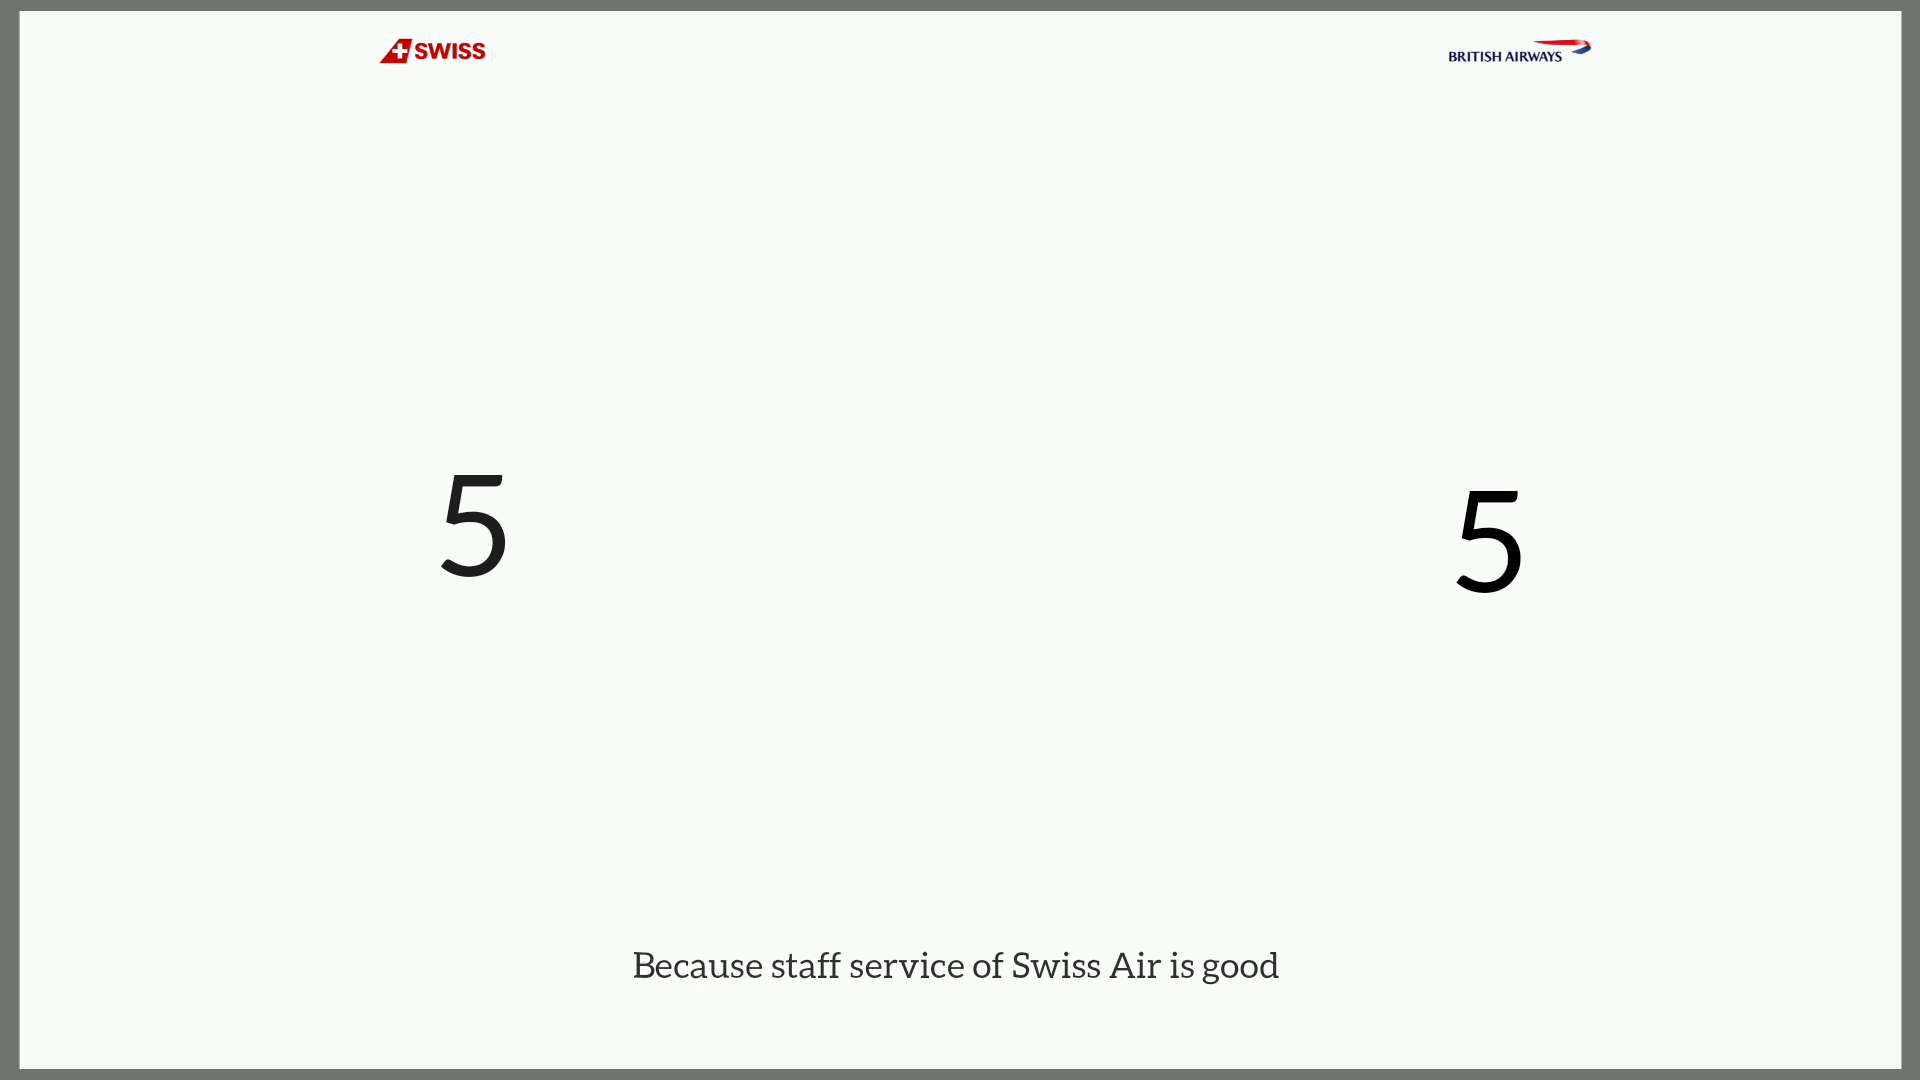 SWISS
BRITISH AIRWAYS
5
5
Because staff service of Swiss Air is good